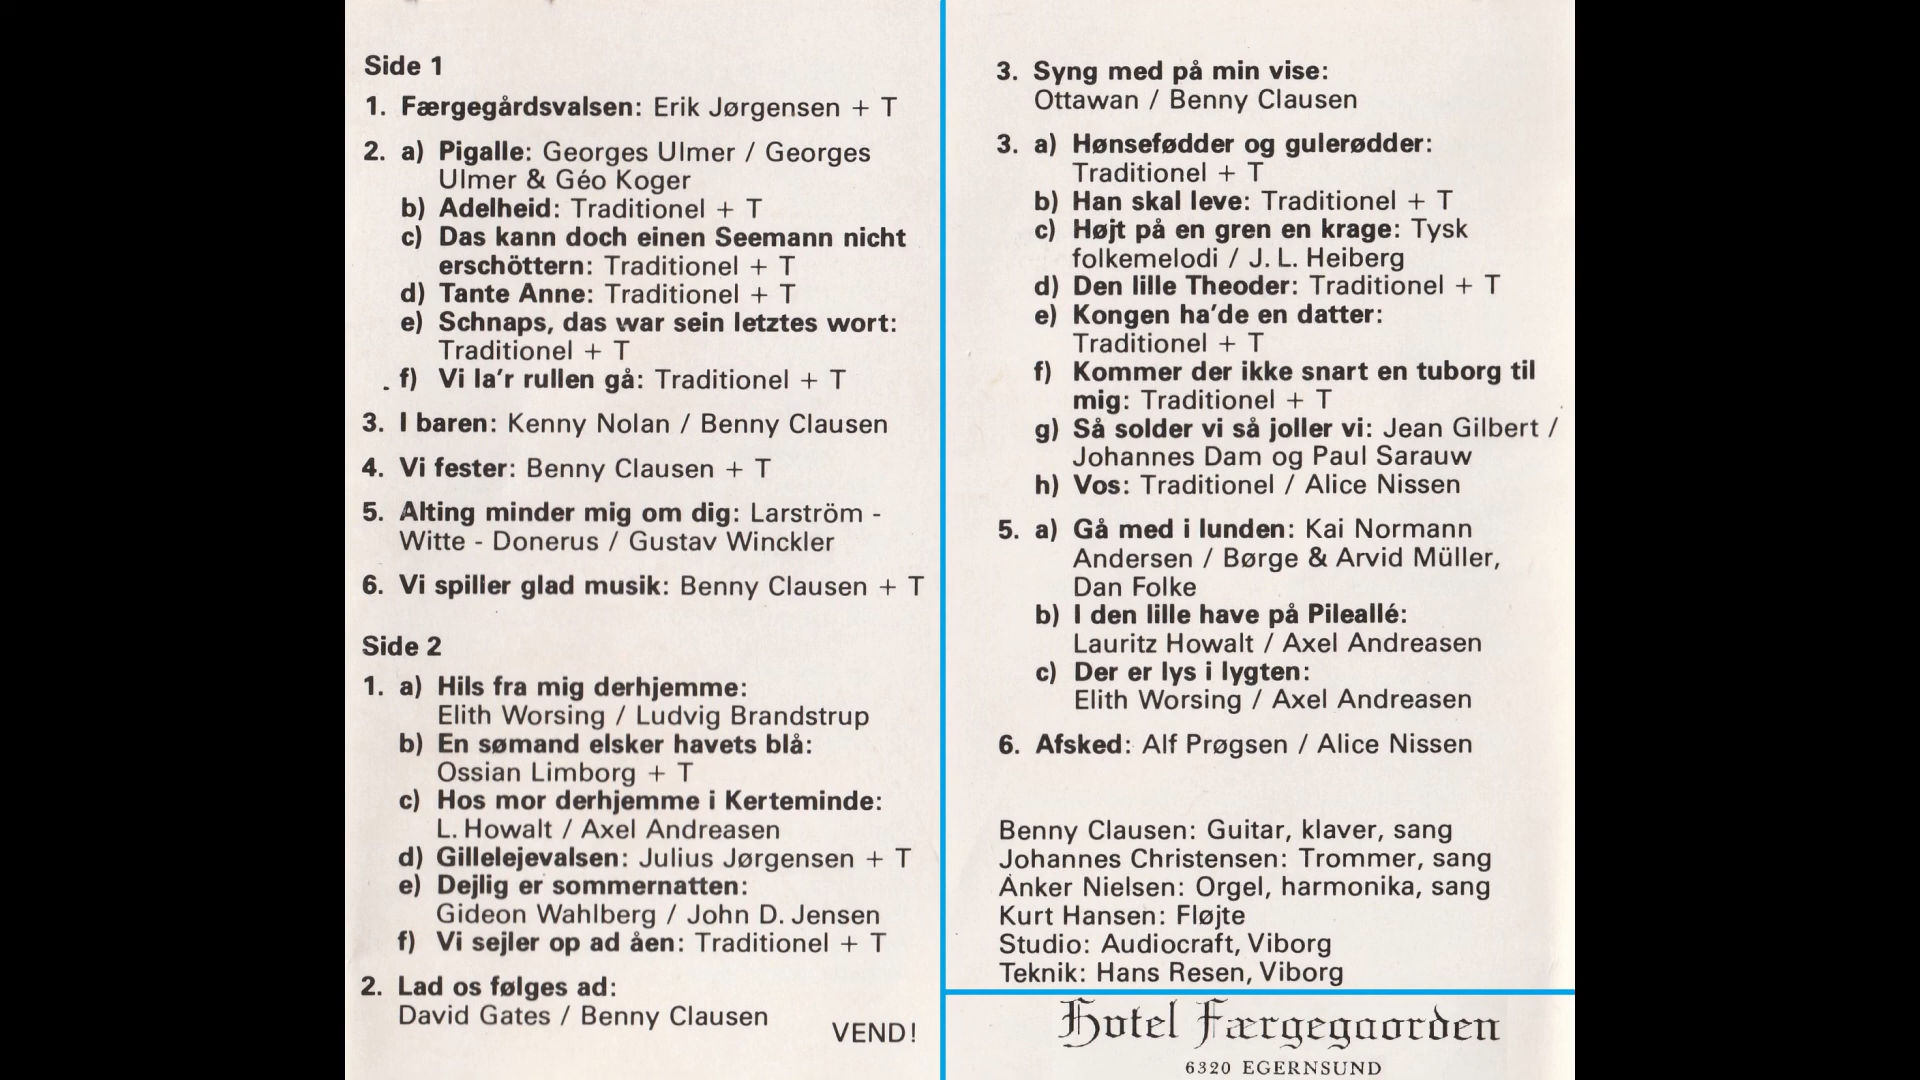 Side 1
1. Færgegårdsvalsen: Erik Jørgensen + T
2. a) Pigalle: Georges Ulmer / Georges
Ulmer & Géo Koger
b) Adelheid: Traditionel + T
c) Das kann doch einen Seemann nicht
erschöttern: Traditionel + T
d) Tante Anne: Traditionel + T
e) Schnaps, das war sein letztes wort:
Traditionel + T
f) Vi la'r rullen gå: Traditionel + T
3. I baren: Kenny Nolan / Benny Clausen
4. Vi fester: Benny Clausen + T
5. Alting minder mig om dig: Larström -
Witte - Donerus / Gustav Winckler
6. Vi spiller glad musik: Benny Clausen + T
Side 2
1. a) Hils fra mig derhjemme:
Elith Worsing / Ludvig Brandstrup
b) En sømand elsker havets blå:
Ossian Limborg + T
c) Hos mor derhjemme i Kerteminde:
L. Howalt / Axel Andreasen
d) Gillelejevalsen: Julius Jørgensen + T
e) Dejlig er sommernatten:
Gideon Wahlberg / John D. Jensen
f) Vi sejler op ad åen: Traditionel + T
2. Lad os følges ad:
David Gates / Benny Clausen
VEND!
3. Syng med på min vise:
Ottawan / Benny Clausen
3. a) Hønsefødder og gulerødder:
Traditionel + T
b) Han skal leve: Traditionel + T
c) Højt på en gren en krage: Tysk
folkemelodi / J. L. Heiberg
d) Den lille Theoder: Traditionel + T
e) Kongen ha'de en datter:
Traditionel + T
f) Kommer der ikke snart en tuborg til
mig: Traditionel + T
g) Så solder vi så joller vi: Jean Gilbert /
Johannes Dam og Paul Sarauw
h) Vos: Traditionel / Alice Nissen
5. a) Gå med i lunden: Kai Normann
Andersen / Børge & Arvid Müller,
Dan Folke
b) I den lille have på Pileallé:
Lauritz Howalt / Axel Andreasen
c) Der er lys i lygten:
Elith Worsing / Axel Andreasen
6. Afsked: Alf Prøgsen / Alice Nissen
Benny Clausen: Guitar, klaver, sang
Johannes Christensen: Trommer, sang
Anker Nielsen: Orgel, harmonika, sang
Kurt Hansen: Fløjte
Studio: Audiocraft, Viborg
Teknik: Hans Resen, Viborg
Hotel Færgegaarden
6320 EGERNSUND